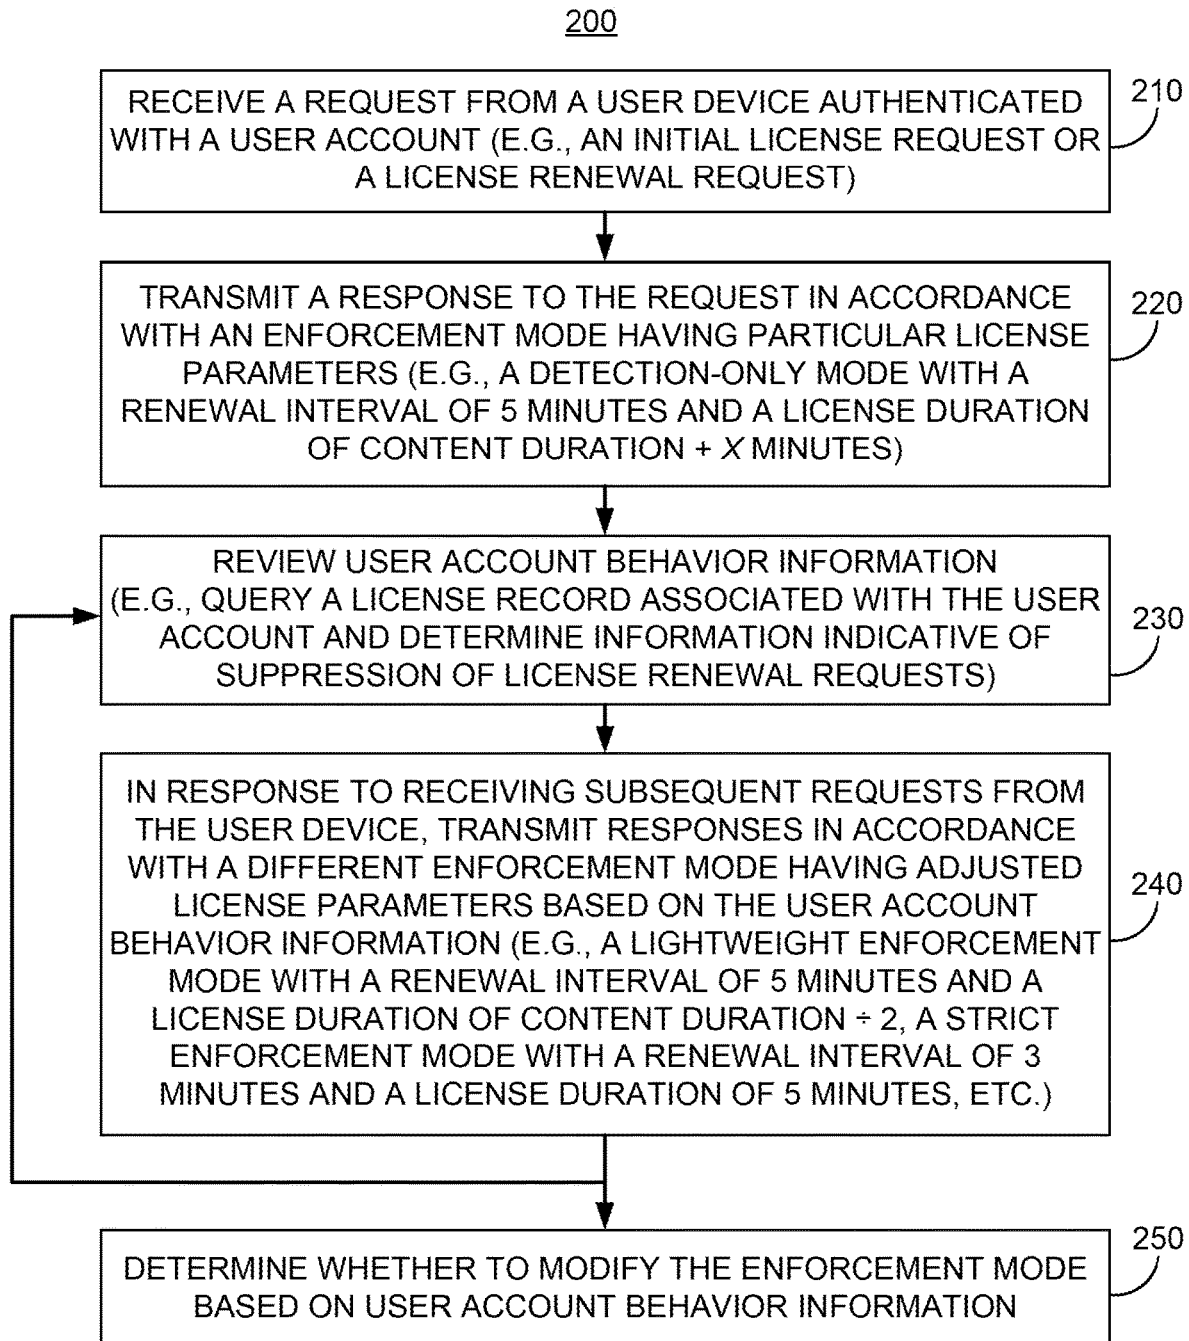 200
RECEIVE A REQUEST FROM A USER DEVICE AUTHENTICATED
WITH A USER ACCOUNT (E.G., AN INITIAL LICENSE REQUEST OR
A LICENSE RENEWAL REQUEST)
210
TRANSMIT A RESPONSE TO THE REQUEST IN ACCORDANCE
WITH AN ENFORCEMENT MODE HAVING PARTICULAR LICENSE
PARAMETERS (E.G., A DETECTION-ONLY MODE WITH A
RENEWAL INTERVAL OF 5 MINUTES AND A LICENSE DURATION
OF CONTENT DURATION + X MINUTES)
220
REVIEW USER ACCOUNT BEHAVIOR INFORMATION
(E.G., QUERY A LICENSE RECORD ASSOCIATED WITH THE USER
ACCOUNT AND DETERMINE INFORMATION INDICATIVE OF
SUPPRESSION OF LICENSE RENEWAL REQUESTS)
230
IN RESPONSE TO RECEIVING SUBSEQUENT REQUESTS FROM
THE USER DEVICE, TRANSMIT RESPONSES IN ACCORDANCE
WITH A DIFFERENT ENFORCEMENT MODE HAVING ADJUSTED
LICENSE PARAMETERS BASED ON THE USER ACCOUNT
BEHAVIOR INFORMATION (E.G., A LIGHTWEIGHT ENFORCEMENT
MODE WITH A RENEWAL INTERVAL OF 5 MINUTES AND A
LICENSE DURATION OF CONTENT DURATION ÷ 2, A STRICT
ENFORCEMENT MODE WITH A RENEWAL INTERVAL OF 3
MINUTES AND A LICENSE DURATION OF 5 MINUTES, ETC.)
240
DETERMINE WHETHER TO MODIFY THE ENFORCEMENT MODE
BASED ON USER ACCOUNT BEHAVIOR INFORMATION
250